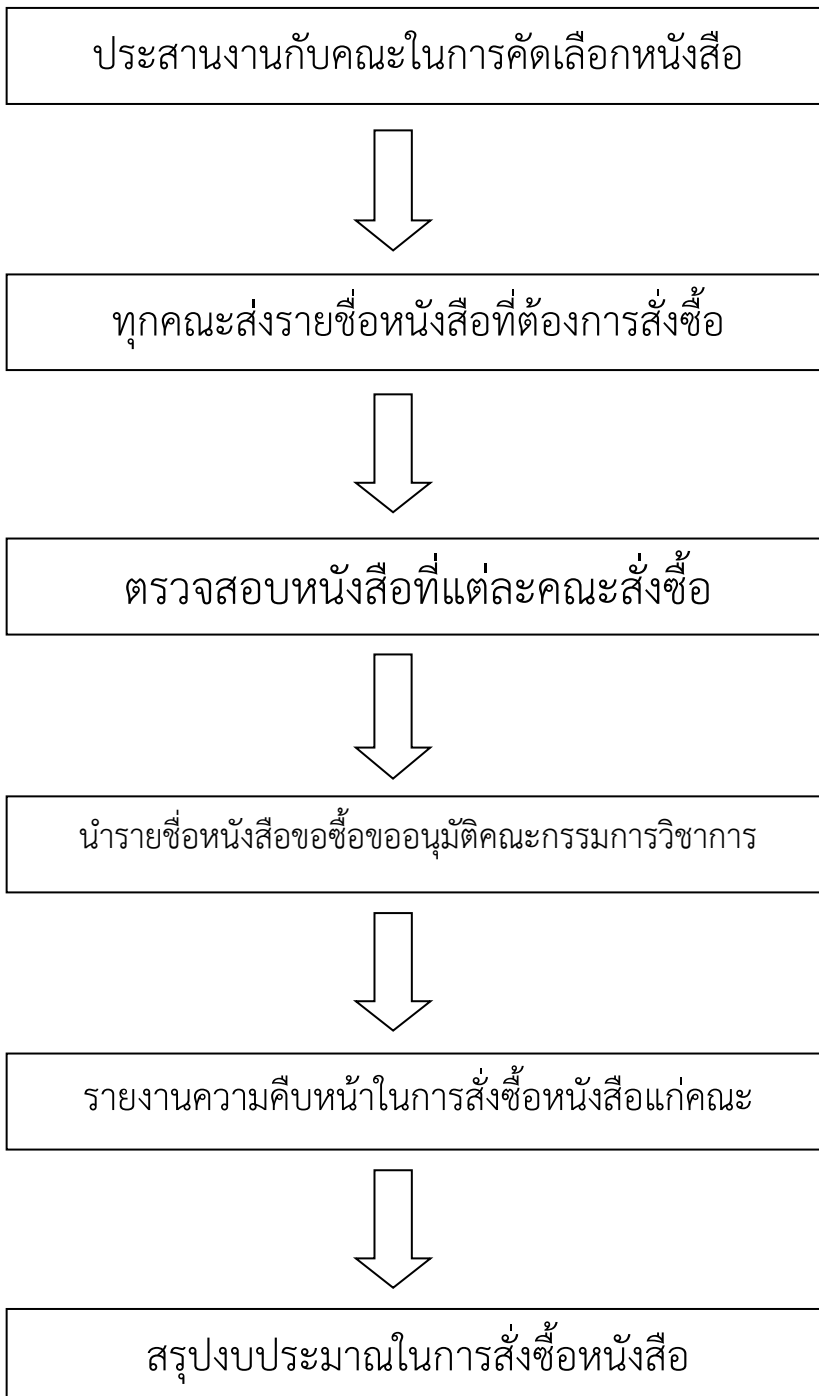 ประสานงานกับคณะในการคัดเลือกหนังสือ
ทุกคณะส่งรายชื่อหนังสือที่ต้องการสั่งซื้อ
ตรวจสอบหนังสือที่แต่ละคณะสั่งซื้อ
นำรายชื่อหนังสือขอซื้อขออนุมัติคณะกรรมการวิชาการ
รายงานความคืบหน้าในการสั่งซื้อหนังสือแก่คณะ
สรุปงบประมาณในการสั่งซื้อหนังสือ